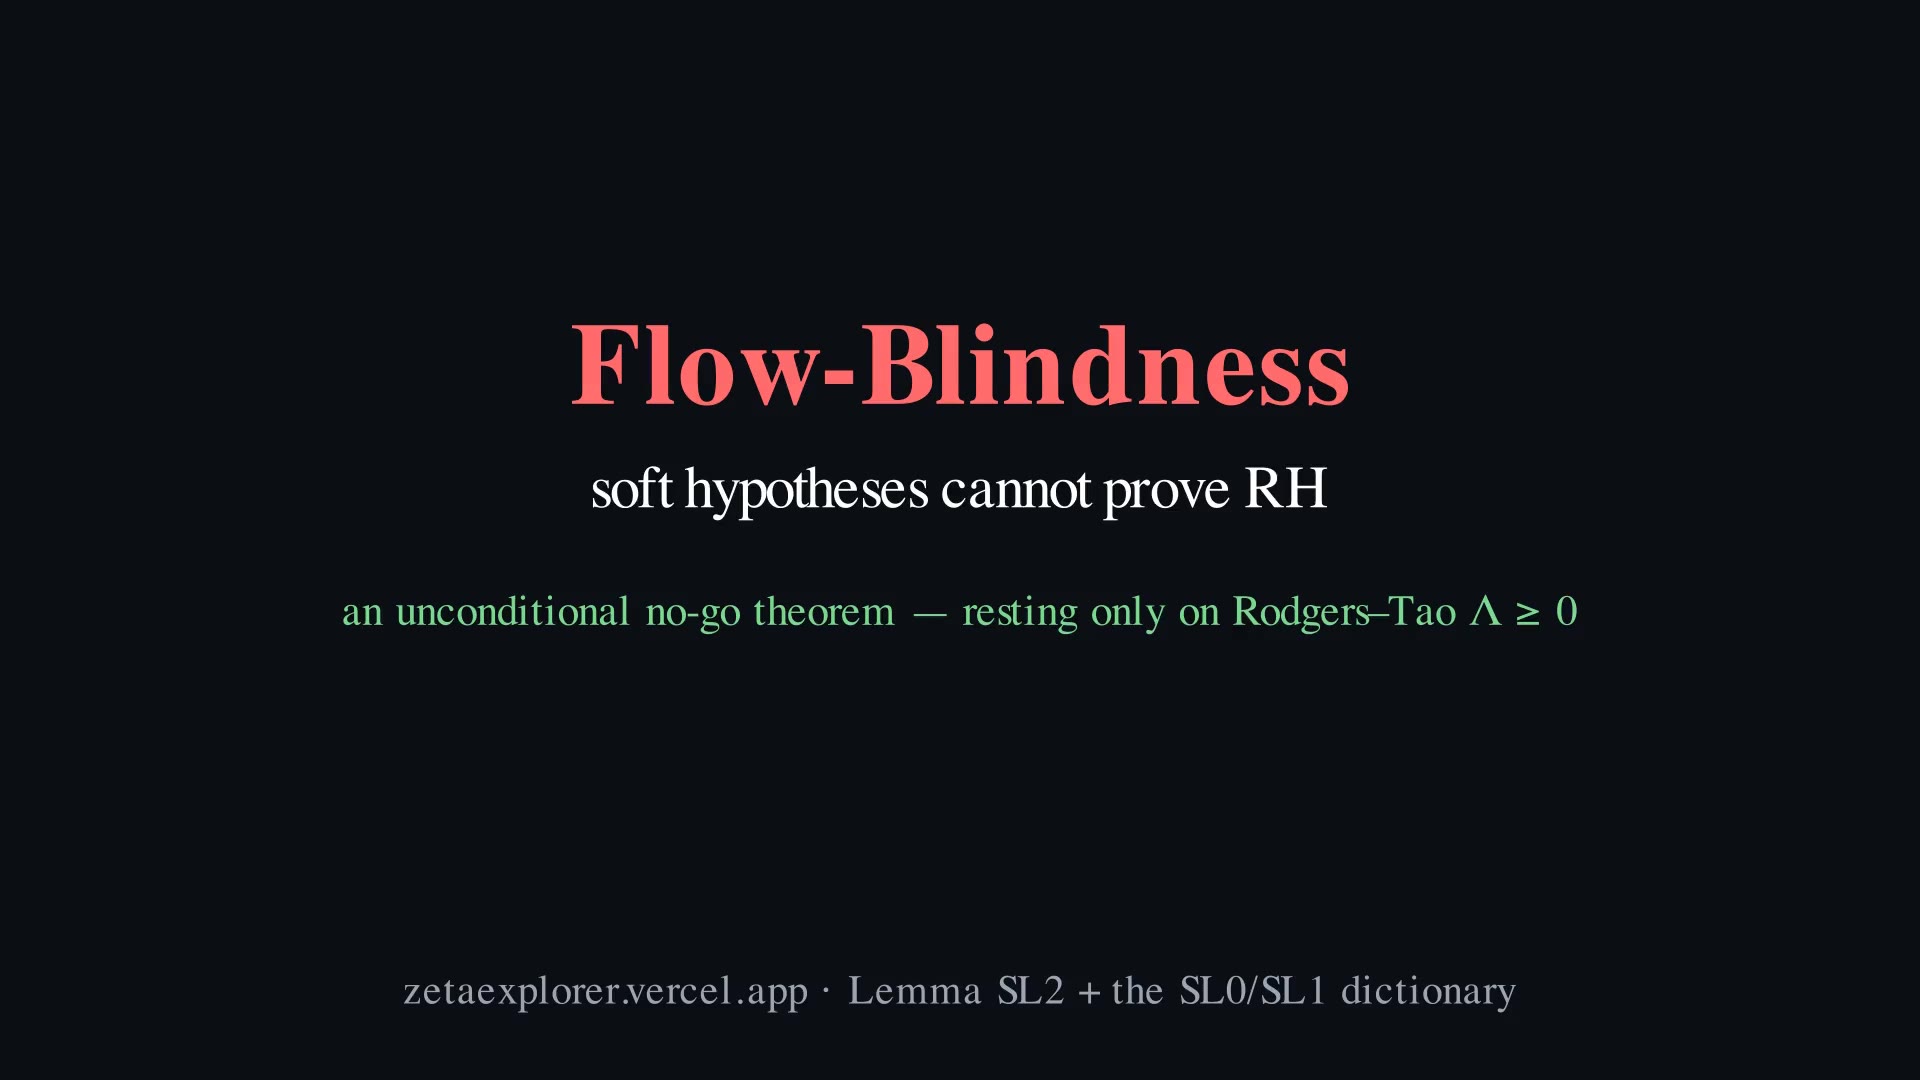 Flow-Blindness
soft hypotheses cannot prove RH
an unconditional no-go theorem — resting only on Rodgers–Tao Λ ≥ 0
zetaexplorer.vercel.app · Lemma SL2 + the SL0/SL1 dictionary